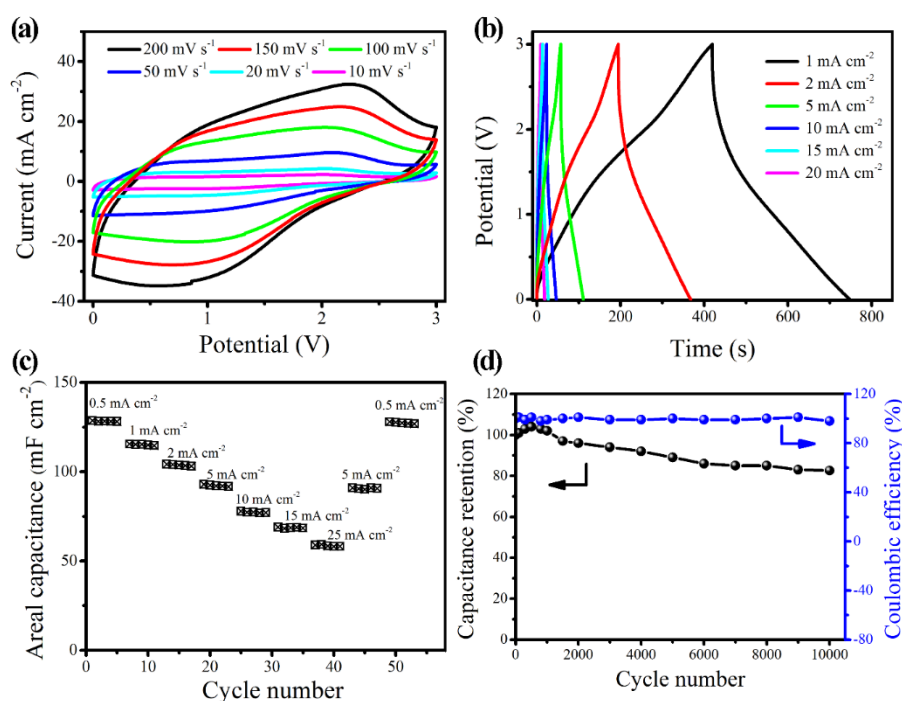 (a)
200 mV s⁻¹ 150 mV s⁻¹ 100 mV s⁻¹
50 mV s⁻¹ 20 mV s⁻¹ 10 mV s⁻¹
Current (mA cm⁻²)
40
20
0
-20
-40
0 1 2 3
Potential (V)
(b)
1 mA cm⁻²
2 mA cm⁻²
5 mA cm⁻²
10 mA cm⁻²
15 mA cm⁻²
20 mA cm⁻²
Potential (V)
3
2
1
0
0 200 400 600 800
Time (s)
(c)
Areal capacitance (mF cm⁻²)
150
100
50
0
0.5 mA cm⁻²
0.5 mA cm⁻²
1 mA cm⁻²
2 mA cm⁻²
5 mA cm⁻²
5 mA cm⁻²
10 mA cm⁻²
15 mA cm⁻²
25 mA cm⁻²
0 10 20 30 40 50
Cycle number
(d)
Capacitance retention (%)
120
100
80
60
40
20
0
Coulombic efficiency (%)
120
80
40
0
-40
-80
0 2000 4000 6000 8000 10000
Cycle number